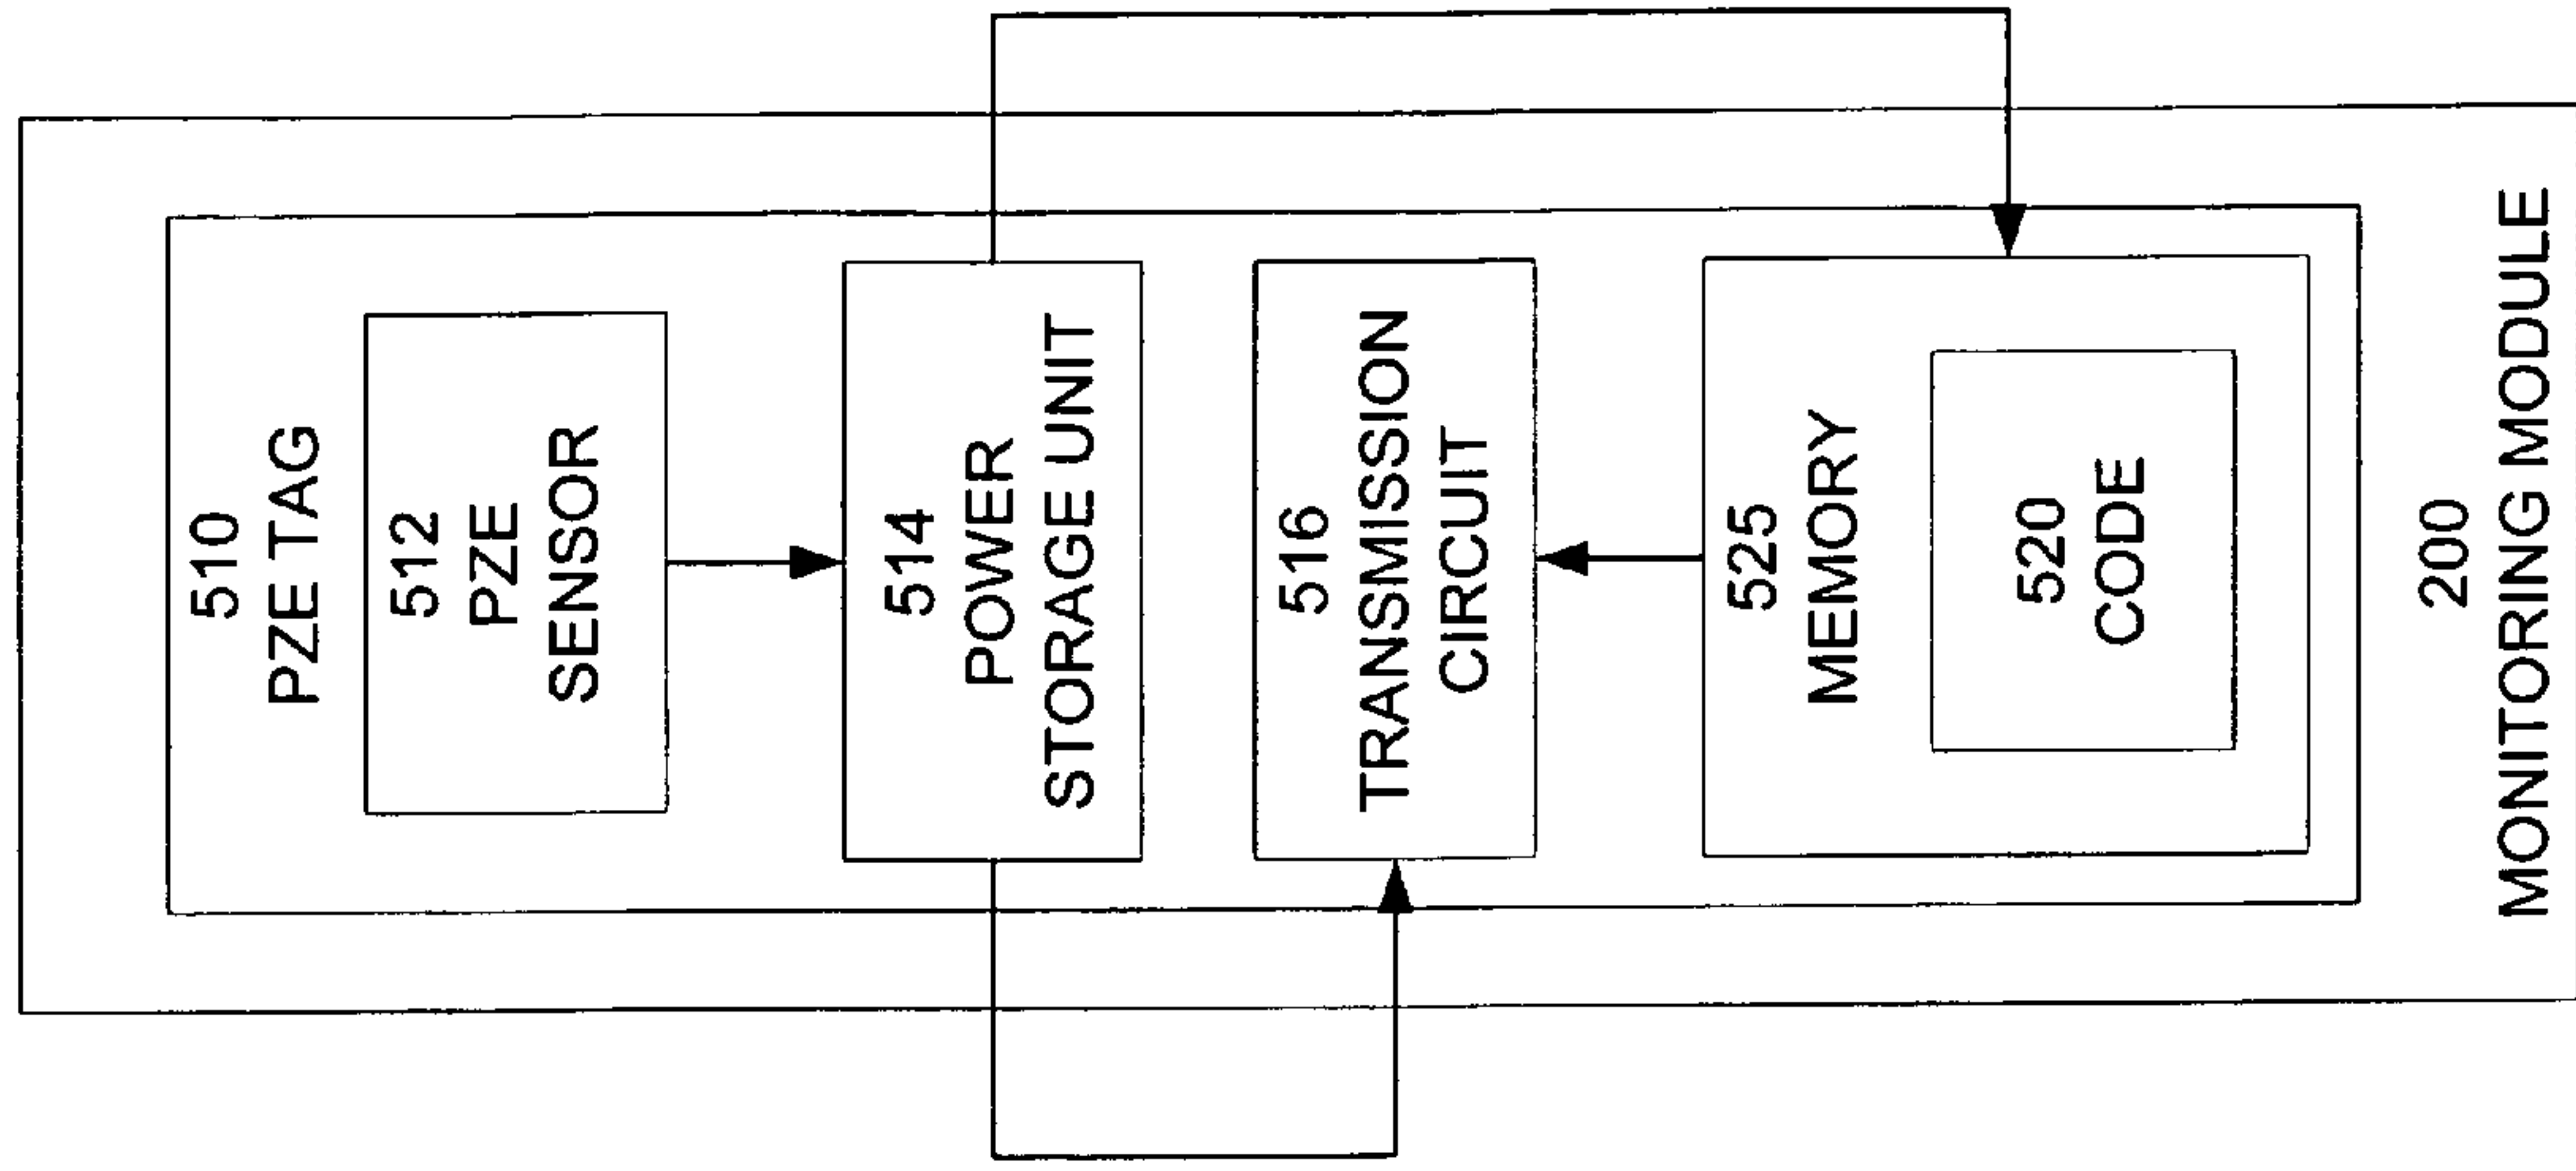 510
PZE TAG
512
PZE
SENSOR
514
POWER
STORAGE UNIT
516
TRANSMISSION
CIRCUIT
525
MEMORY
520
CODE
200
MONITORING MODULE